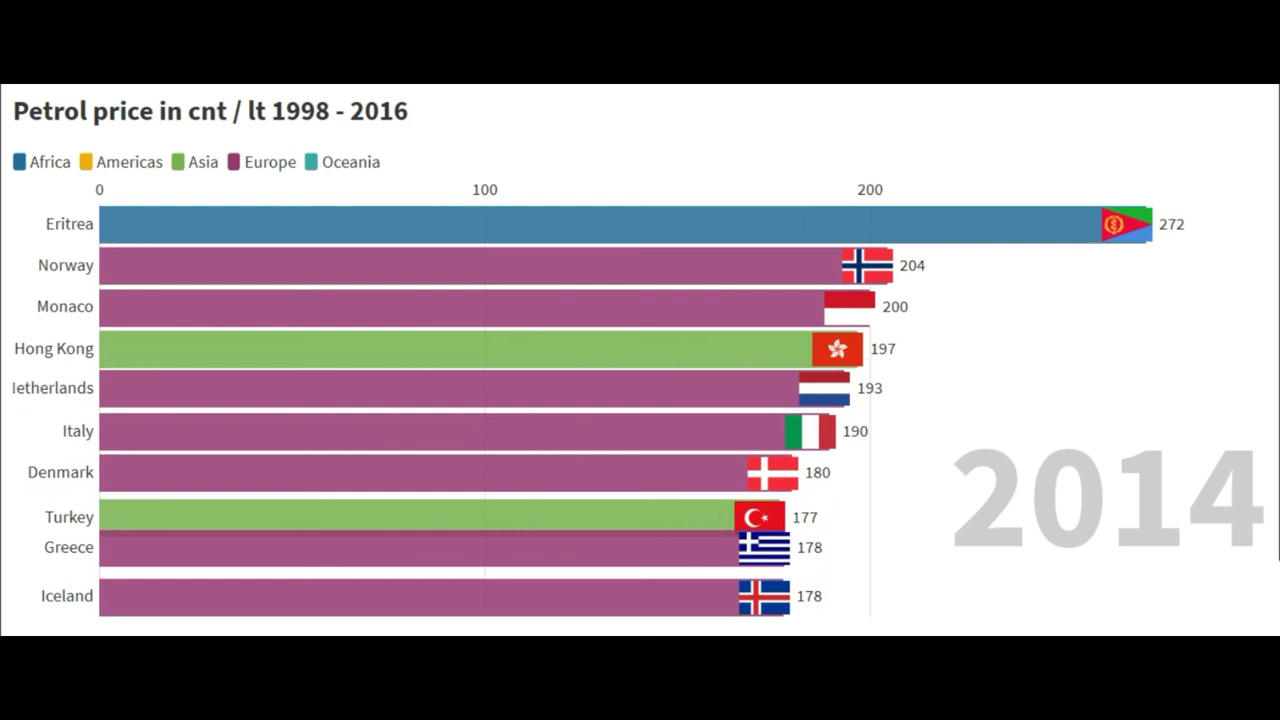 Petrol price in cnt / lt 1998 - 2016
Africa Americas Asia Europe Oceania
0 100 200
Eritrea 272
Norway 204
Monaco 200
Hong Kong 197
letherlands 193
Italy 190
Denmark 180
Turkey 177
Greece 178
Iceland 178
2014